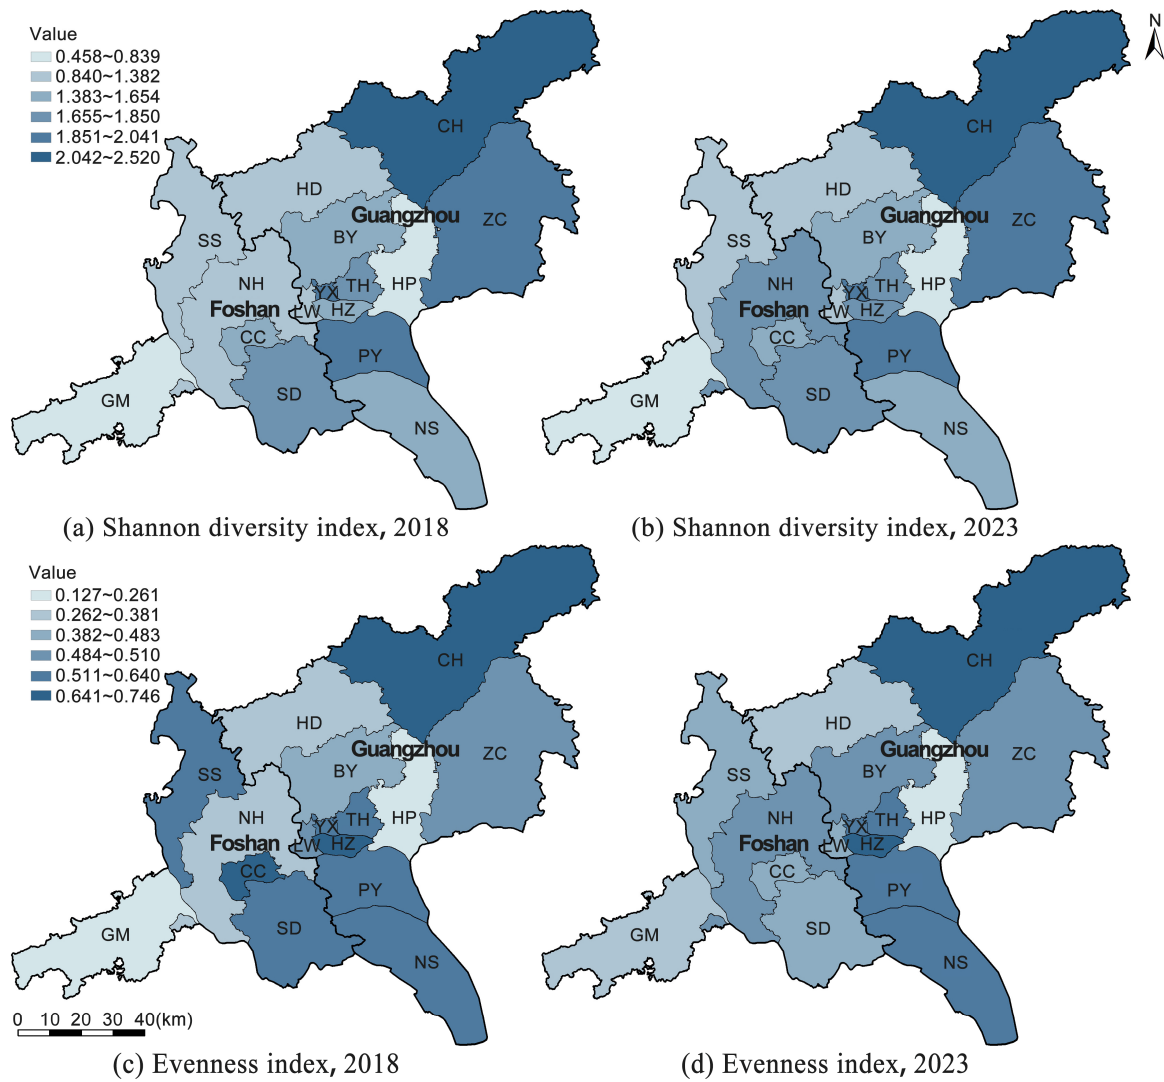 Value
0.458~0.839
0.840~1.382
1.383~1.654
1.655~1.850
1.851~2.041
2.042~2.520
CH
HD
Guangzhou
ZC
SS
BY
NH
YX
TH
HP
Foshan
LW
HZ
CC
PY
GM
SD
NS
(a) Shannon diversity index, 2018
N
CH
HD
Guangzhou
ZC
SS
BY
NH
YX
TH
HP
Foshan
LW
HZ
CC
PY
GM
SD
NS
(b) Shannon diversity index, 2023
Value
0.127~0.261
0.262~0.381
0.382~0.483
0.484~0.510
0.511~0.640
0.641~0.746
CH
HD
Guangzhou
ZC
SS
BY
NH
YX
TH
HP
Foshan
LW
HZ
CC
PY
GM
SD
NS
0 10 20 30 40(km)
(c) Evenness index, 2018
CH
HD
Guangzhou
ZC
SS
BY
NH
YX
TH
HP
Foshan
LW
HZ
CC
PY
GM
SD
NS
(d) Evenness index, 2023